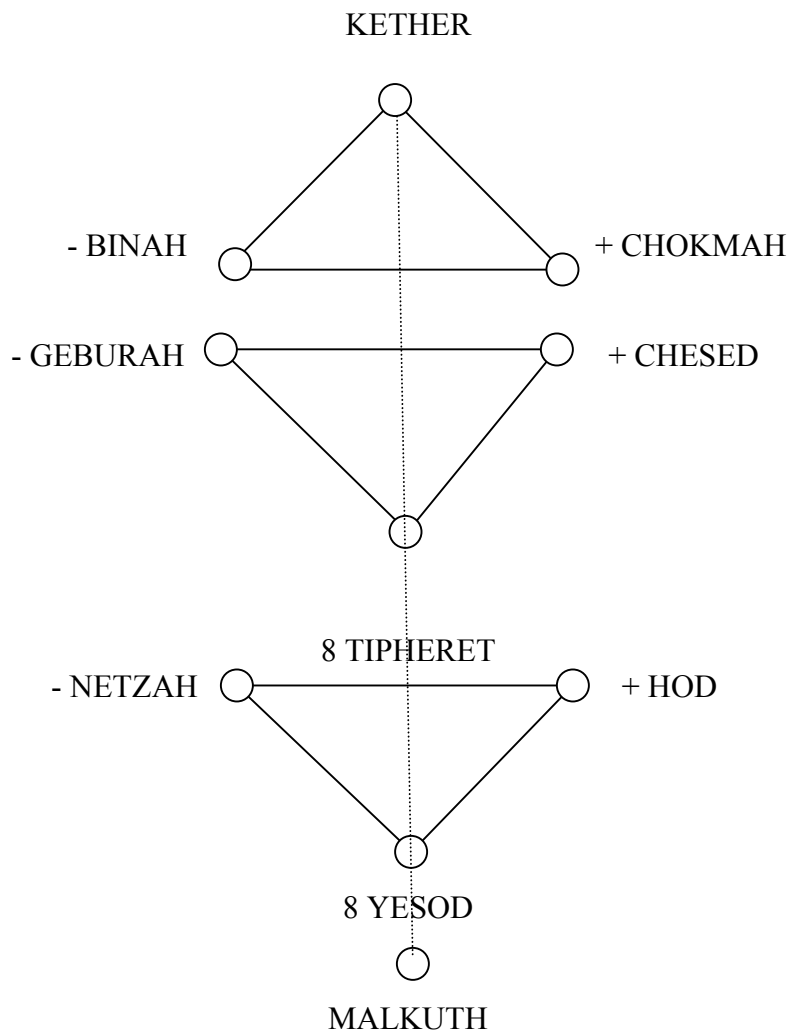 KETHER
- BINAH
+ CHOKMAH
- GEBURAH
+ CHESED
8 TIPHERET
- NETZAH
+ HOD
8 YESOD
MALKUTH